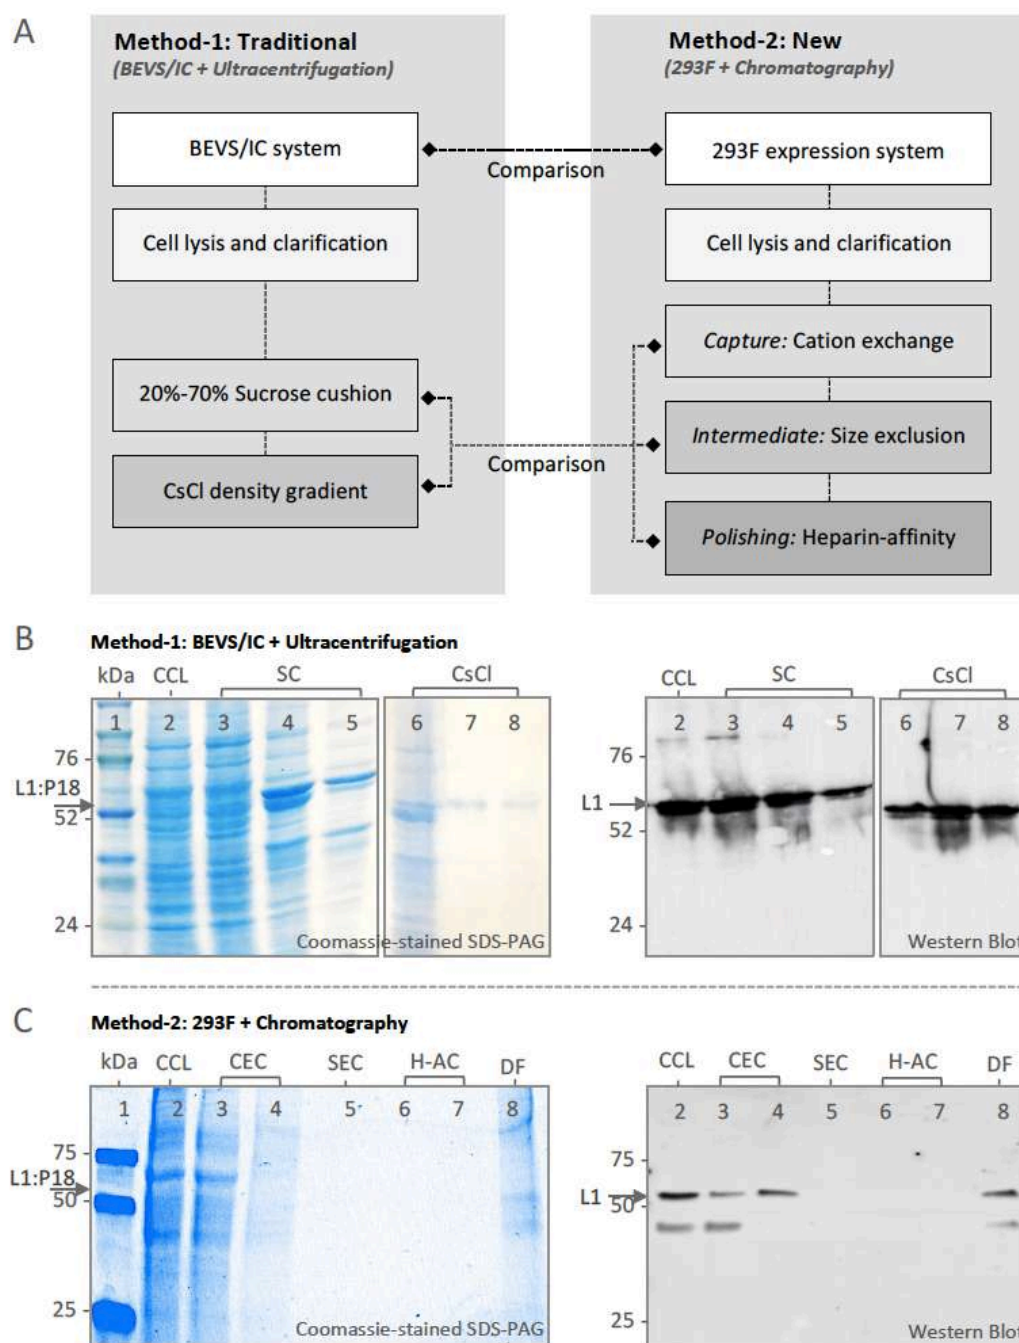 A
Method-1: Traditional
(BEVS/IC + Ultracentrifugation)
BEVS/IC system
Cell lysis and clarification
20%-70% Sucrose cushion
CsCl density gradient
Comparison
Comparison
Method-2: New
(293F + Chromatography)
293F expression system
Cell lysis and clarification
Capture: Cation exchange
Intermediate: Size exclusion
Polishing: Heparin-affinity
B
Method-1: BEVS/IC + Ultracentrifugation
kDa CCL SC CsCl
1 2 3 4 5 6 7 8
76
L1:P18
52
24
Coomassie-stained SDS-PAG
CCL SC CsCl
2 3 4 5 6 7 8
76
L1
52
24
Western Blot
C
Method-2: 293F + Chromatography
kDa CCL CEC SEC H-AC DF
1 2 3 4 5 6 7 8
75
L1:P18
50
25
Coomassie-stained SDS-PAG
CCL CEC SEC H-AC DF
2 3 4 5 6 7 8
75
L1
50
25
Western Blot